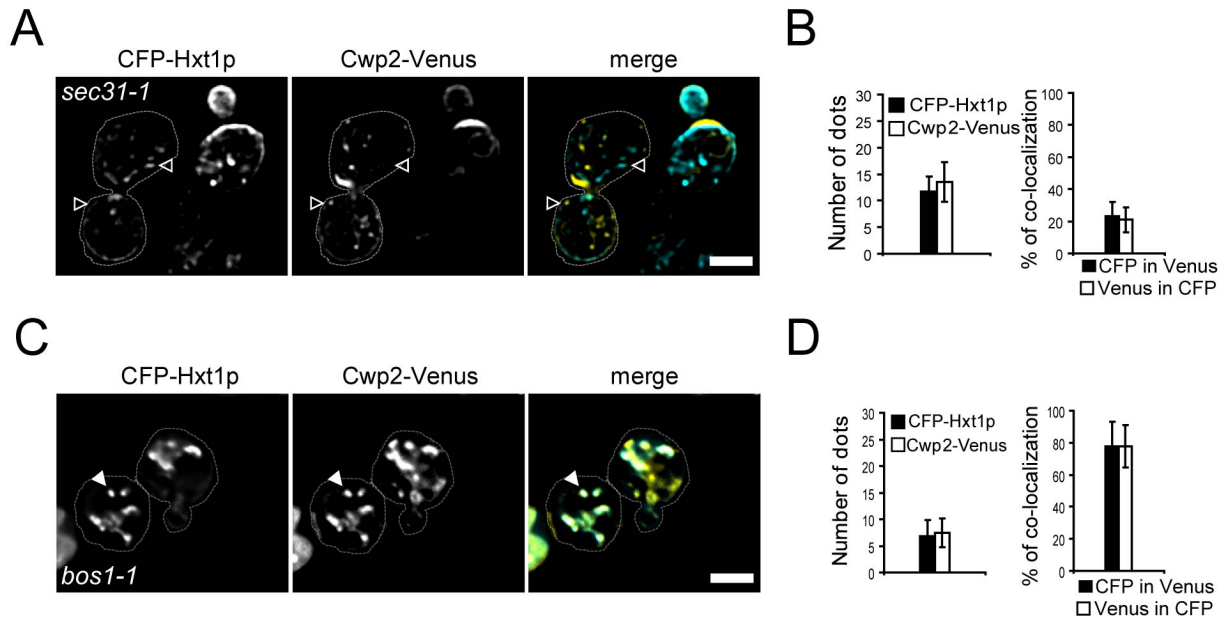 A
CFP-Hxt1p
Cwp2-Venus
merge
sec31-1
B
Number of dots
30
25
20
15
10
5
0
CFP-Hxt1p
Cwp2-Venus
% of co-localization
100
80
60
40
20
0
CFP in Venus
Venus in CFP
C
CFP-Hxt1p
Cwp2-Venus
merge
bos1-1
D
Number of dots
30
25
20
15
10
5
0
CFP-Hxt1p
Cwp2-Venus
% of co-localization
100
80
60
40
20
0
CFP in Venus
Venus in CFP